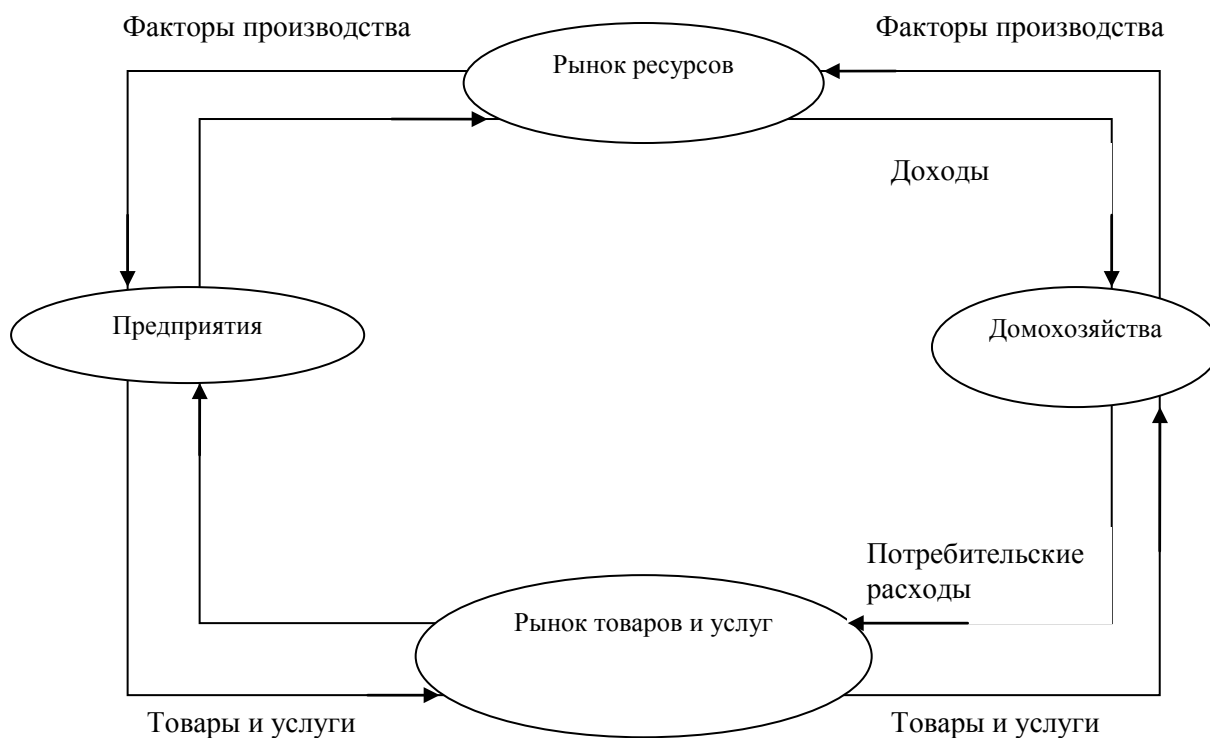 Факторы производства
Факторы производства
Рынок ресурсов
Доходы
Предприятия
Домохозяйства
Потребительские
расходы
Рынок товаров и услуг
Товары и услуги
Товары и услуги